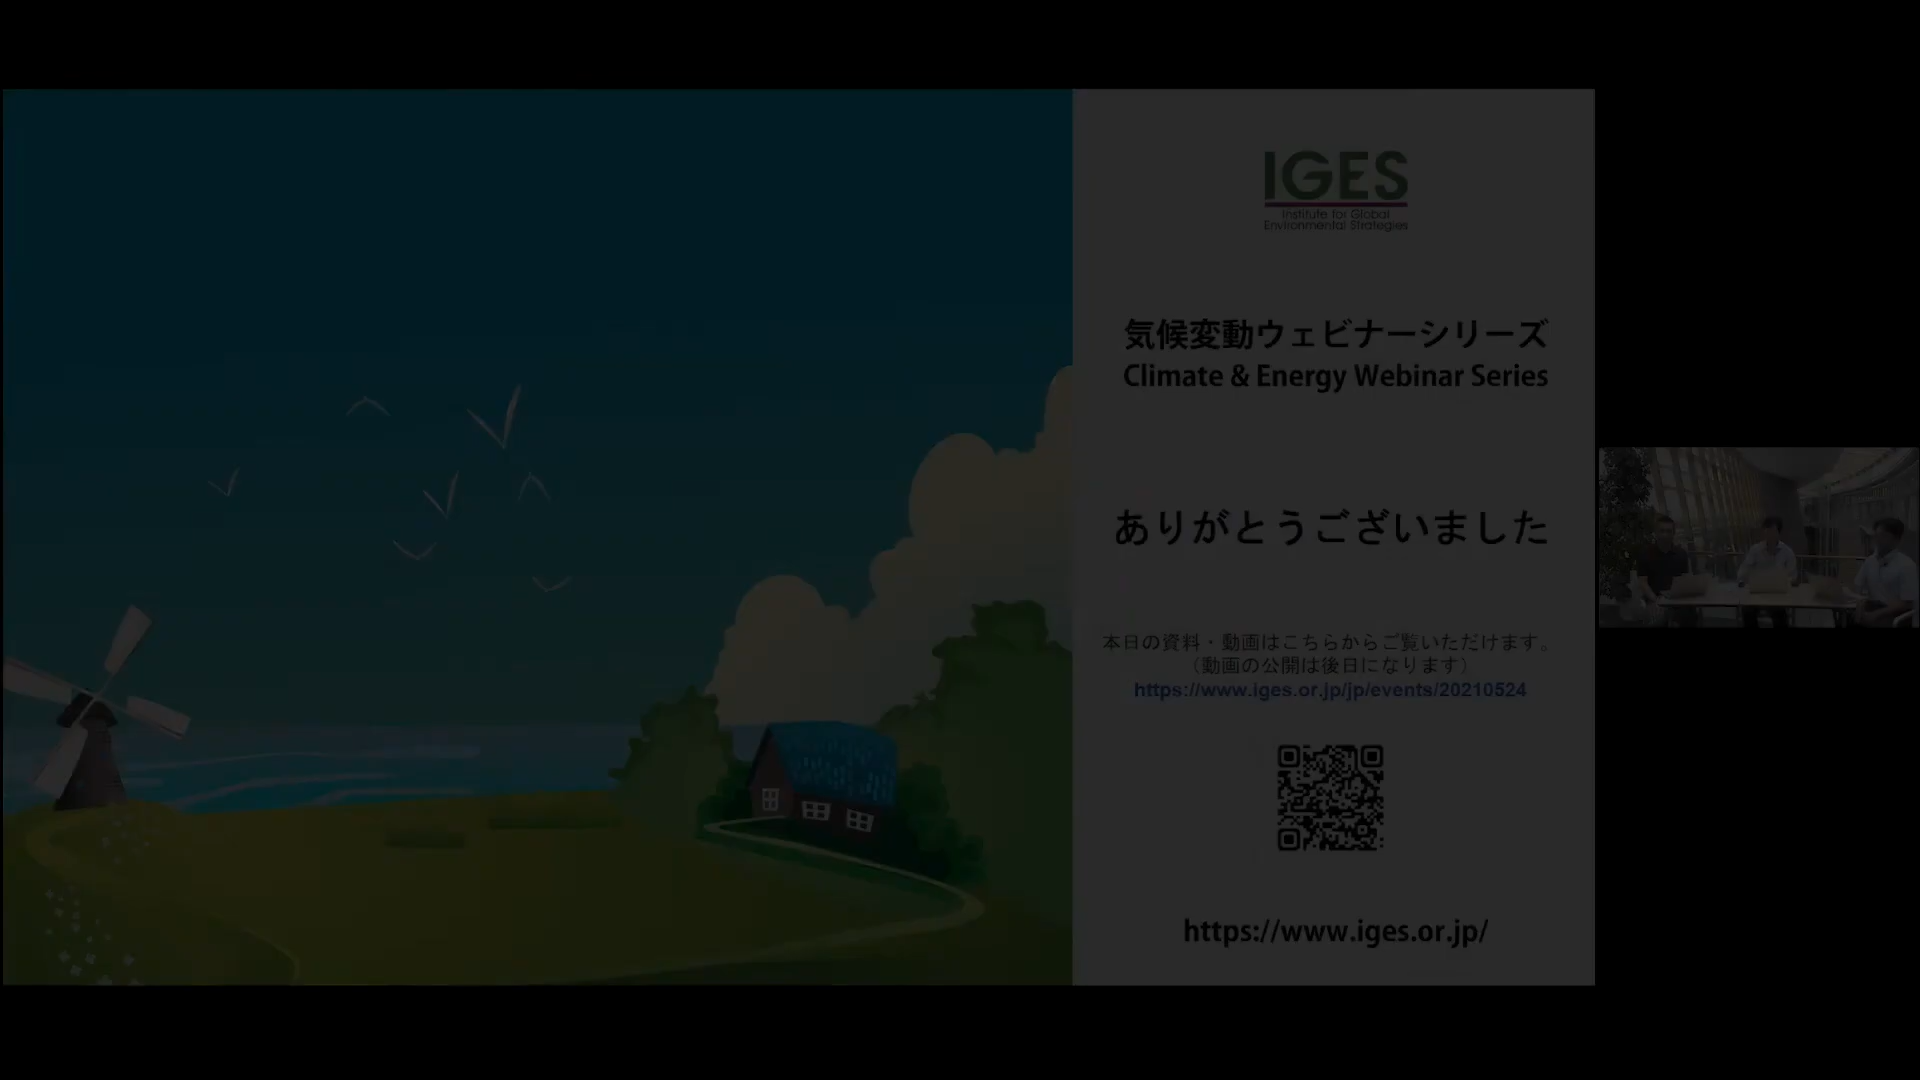 IGES
Institute for Global
Environmental Strategies
気候変動ウェビナーシリーズ
Climate & Energy Webinar Series
ありがとうございました
本日の資料・動画はこちらからご覧いただけます。
（動画の公開は後日になります）
https://www.iges.or.jp/jp/events/20210524
https://www.iges.or.jp/